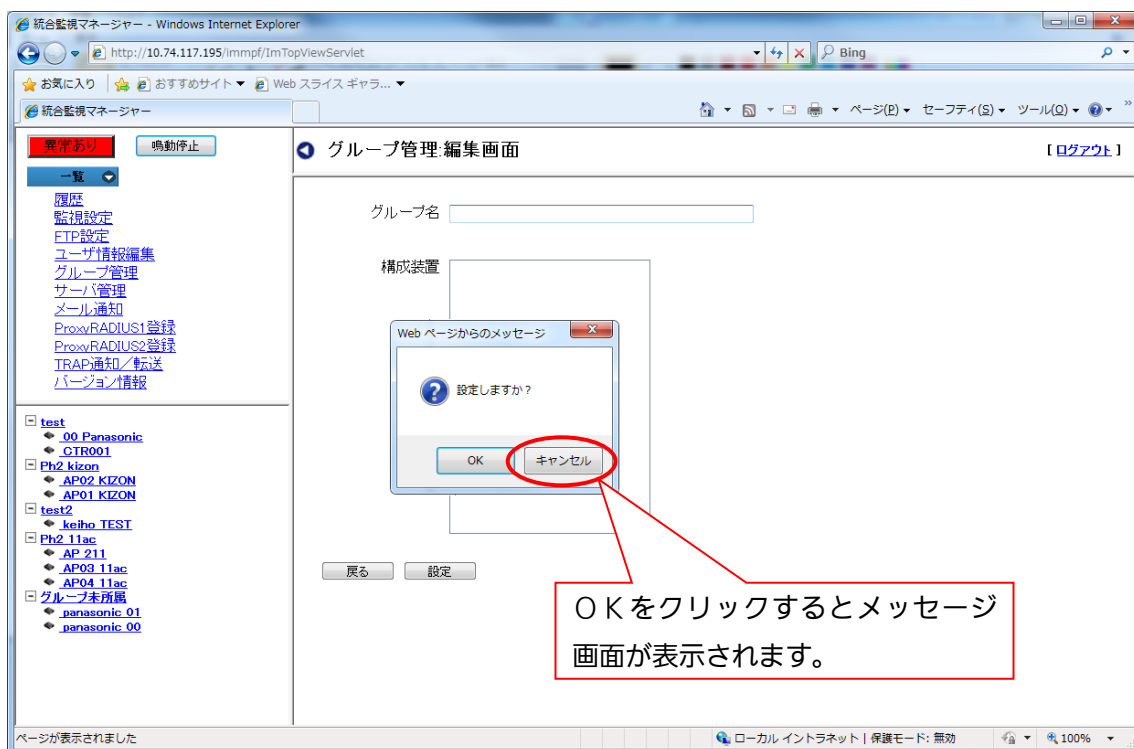 統合監視マネージャー - Windows Internet Explorer
http://10.74.117.195/immpf/ImTopViewServlet
Bing
お気に入り おすすめサイト Web スライス ギャラ...
統合監視マネージャー
ページ(P) セーフティ(S) ツール(O) »
異常あり 鳴動停止
グループ管理:編集画面
[ ログアウト ]
一覧
履歴
監視設定
FTP設定
ユーザ情報編集
グループ管理
サーバ管理
メール通知
ProxyRADIUS1登録
ProxyRADIUS2登録
TRAP通知/転送
バージョン情報
test
00 Panasonic
CTR001
Ph2 kizon
AP02 KIZON
AP01 KIZON
test2
keiho TEST
Ph2 11ac
AP 211
AP03 11ac
AP04 11ac
グループ未所属
panasonic 01
panasonic 00
グループ名
構成装置
Web ページからのメッセージ
設定しますか?
OK キャンセル
戻る 設定
OKをクリックするとメッセージ
画面が表示されます。
ページが表示されました
ローカル イントラネット | 保護モード: 無効
100%